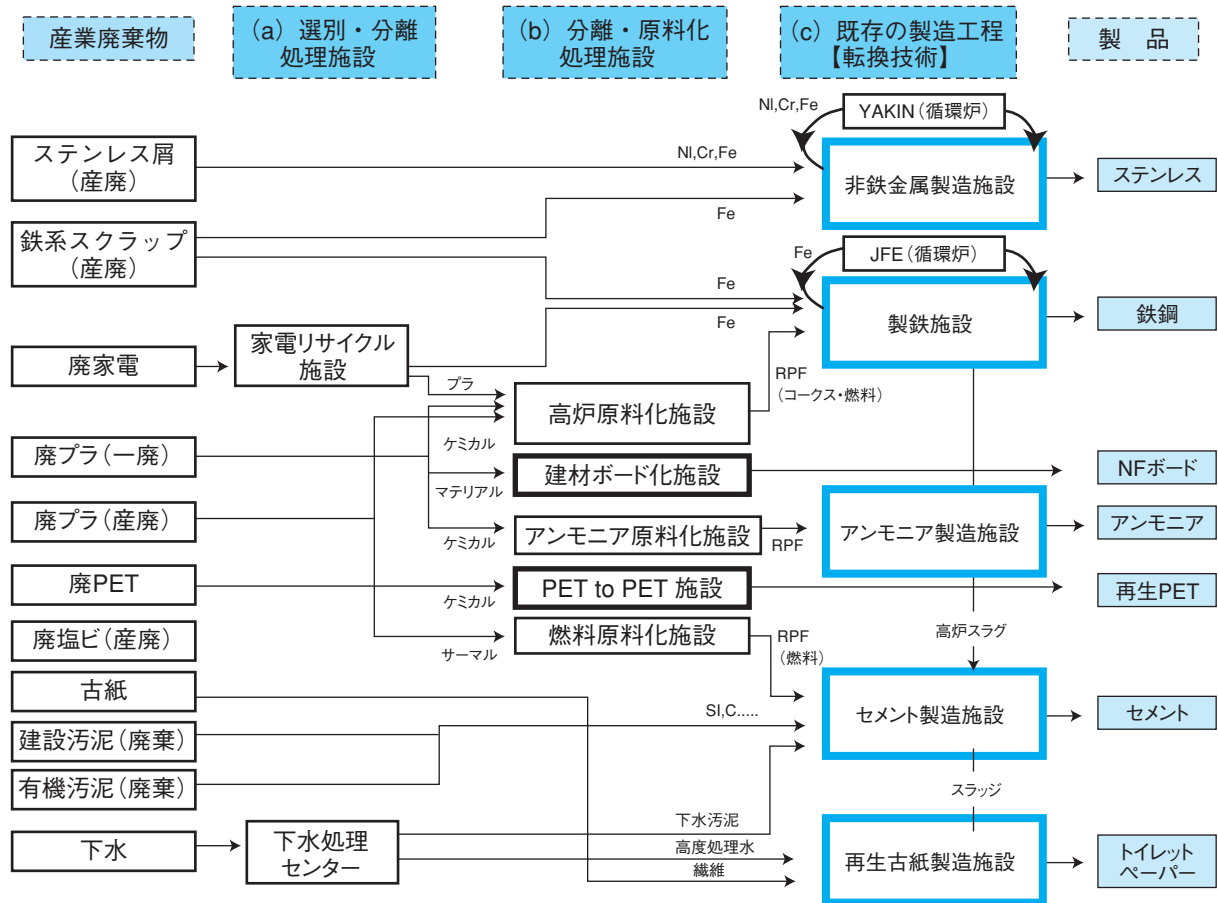 産業廃棄物
（a）選別・分離
処理施設
（b）分離・原料化
処理施設
（c）既存の製造工程
【転換技術】
製　品
NI,Cr,Fe
YAKIN（循環炉）
ステンレス屑
（産廃）
NI,Cr,Fe
非鉄金属製造施設
ステンレス
Fe
鉄系スクラップ
（産廃）
Fe
JFE（循環炉）
Fe
製鉄施設
鉄鋼
Fe
廃家電
家電リサイクル
施設
プラ
RPF
（コークス・燃料）
高炉原料化施設
ケミカル
廃プラ（一廃）
建材ボード化施設
NFボード
マテリアル
廃プラ（産廃）
アンモニア原料化施設
RPF
アンモニア製造施設
アンモニア
ケミカル
廃PET
PET to PET 施設
再生PET
ケミカル
廃塩ビ（産廃）
燃料原料化施設
サーマル
RPF
（燃料）
高炉スラグ
古紙
SI,C.....
セメント製造施設
セメント
建設汚泥（廃棄）
有機汚泥（廃棄）
スラッジ
下水
下水処理
センター
下水汚泥
高度処理水
繊維
再生古紙製造施設
トイレット
ペーパー